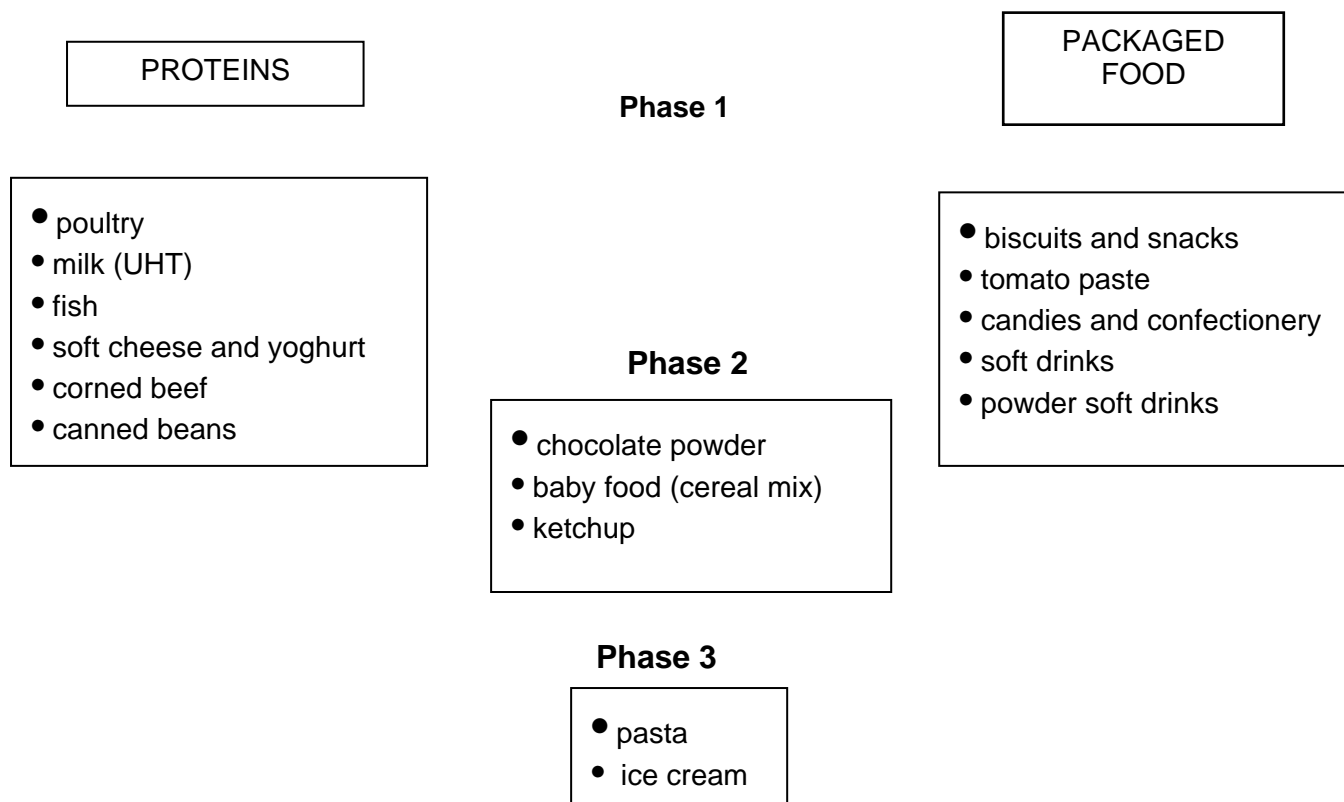 PROTEINS
PACKAGED
FOOD
Phase 1
• poultry
• milk (UHT)
• fish
• soft cheese and yoghurt
• corned beef
• canned beans
• biscuits and snacks
• tomato paste
• candies and confectionery
• soft drinks
• powder soft drinks
Phase 2
• chocolate powder
• baby food (cereal mix)
• ketchup
Phase 3
• pasta
• ice cream